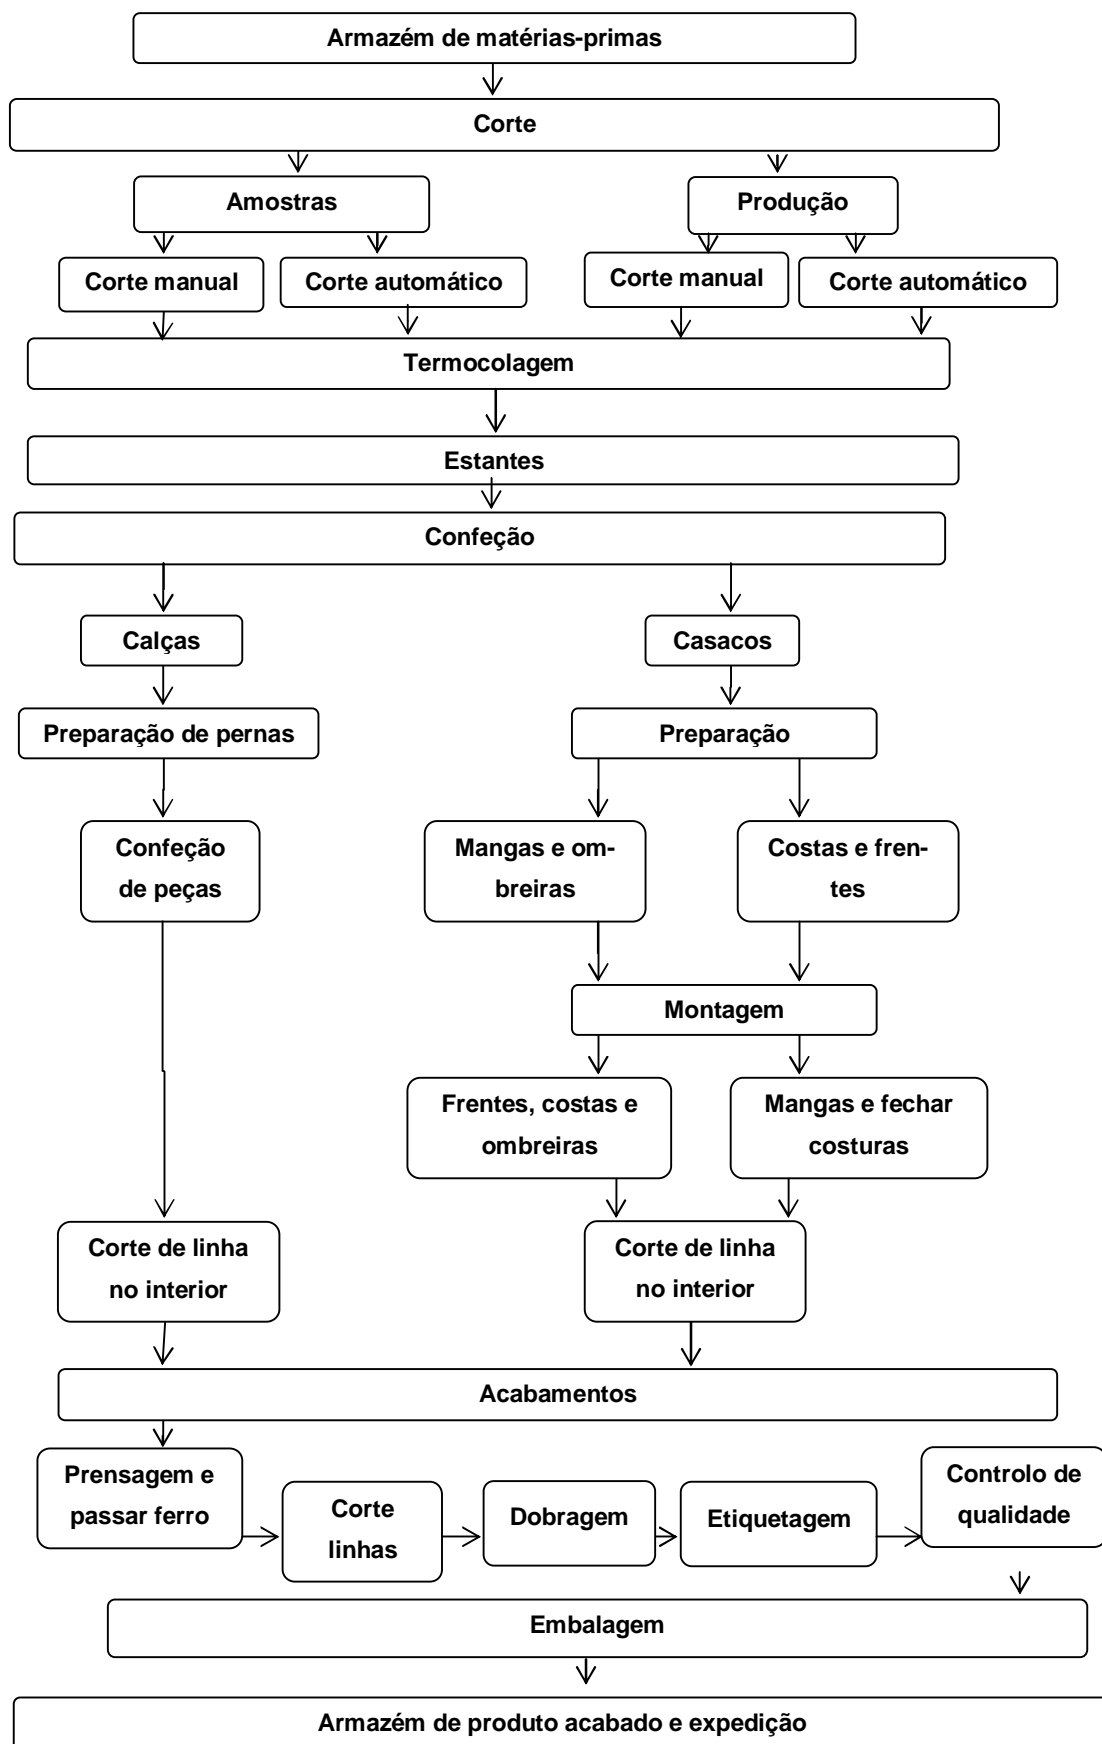 Armazém de matérias-primas
Corte
Amostras
Produção
Corte manual
Corte automático
Corte manual
Corte automático
Termocolagem
Estantes
Confeção
Calças
Casacos
Preparação de pernas
Preparação
Confeção
de peças
Mangas e om-
breiras
Costas e fren-
tes
Montagem
Frentes, costas e
ombreiras
Mangas e fechar
costuras
Corte de linha
no interior
Corte de linha
no interior
Acabamentos
Prensagem e
passar ferro
Corte
linhas
Dobragem
Etiquetagem
Controlo de
qualidade
Embalagem
Armazém de produto acabado e expedição